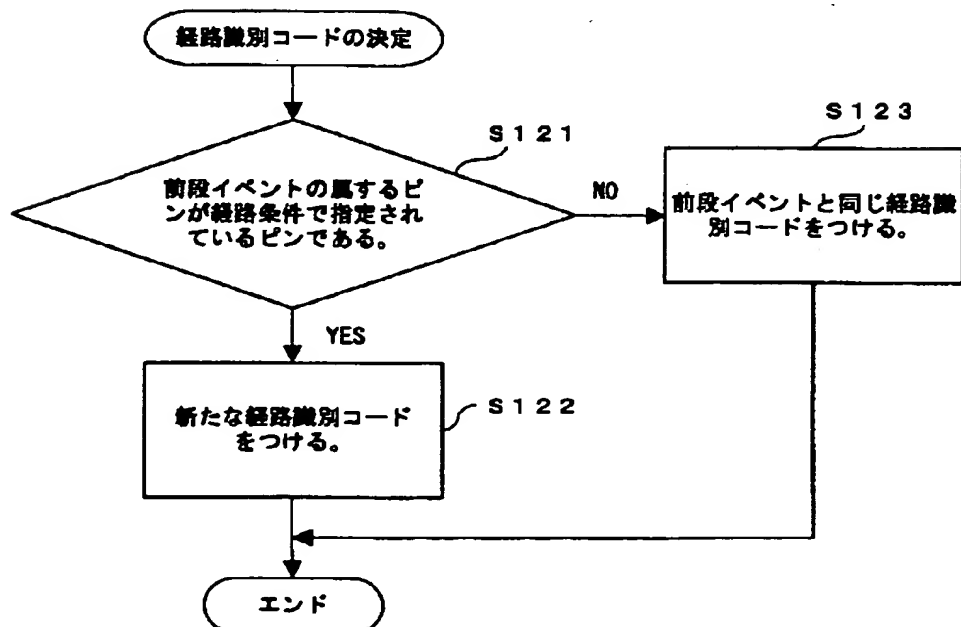 経路識別コードの決定
S121
前段イベントの属するピ
ンが経路条件で指定され
ているピンである。
NO
S123
前段イベントと同じ経路識
別コードをつける。
YES
S122
新たな経路識別コード
をつける。
エンド